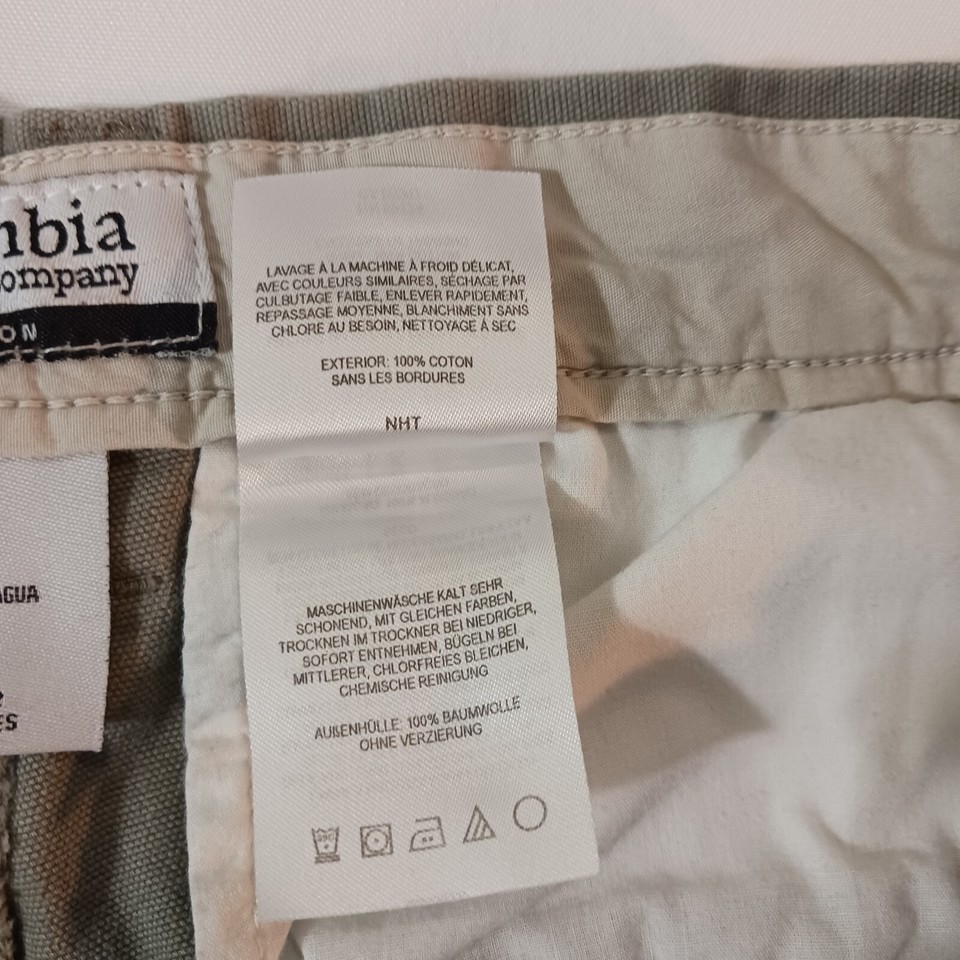 mbia
ompany
ON
LAVAGE À LA MACHINE À FROID DÉLICAT,
AVEC COULEURS SIMILAIRES, SÉCHAGE PAR
CULBUTAGE FAIBLE, ENLEVER RAPIDEMENT,
REPASSAGE MOYENNE, BLANCHIMENT SANS
CHLORE AU BESOIN, NETTOYAGE À SEC
EXTERIOR: 100% COTON
SANS LES BORDURES
NHT
AGUA
ES
MASCHINENWÄSCHE KALT SEHR
SCHONEND, MIT GLEICHEN FARBEN,
TROCKNEN IM TROCKNER BEI NIEDRIGER,
SOFORT ENTNEHMEN, BÜGELN BEI
MITTLERER, CHLORFREIES BLEICHEN,
CHEMISCHE REINIGUNG
AUßENHÜLLE: 100% BAUMWOLLE
OHNE VERZIERUNG